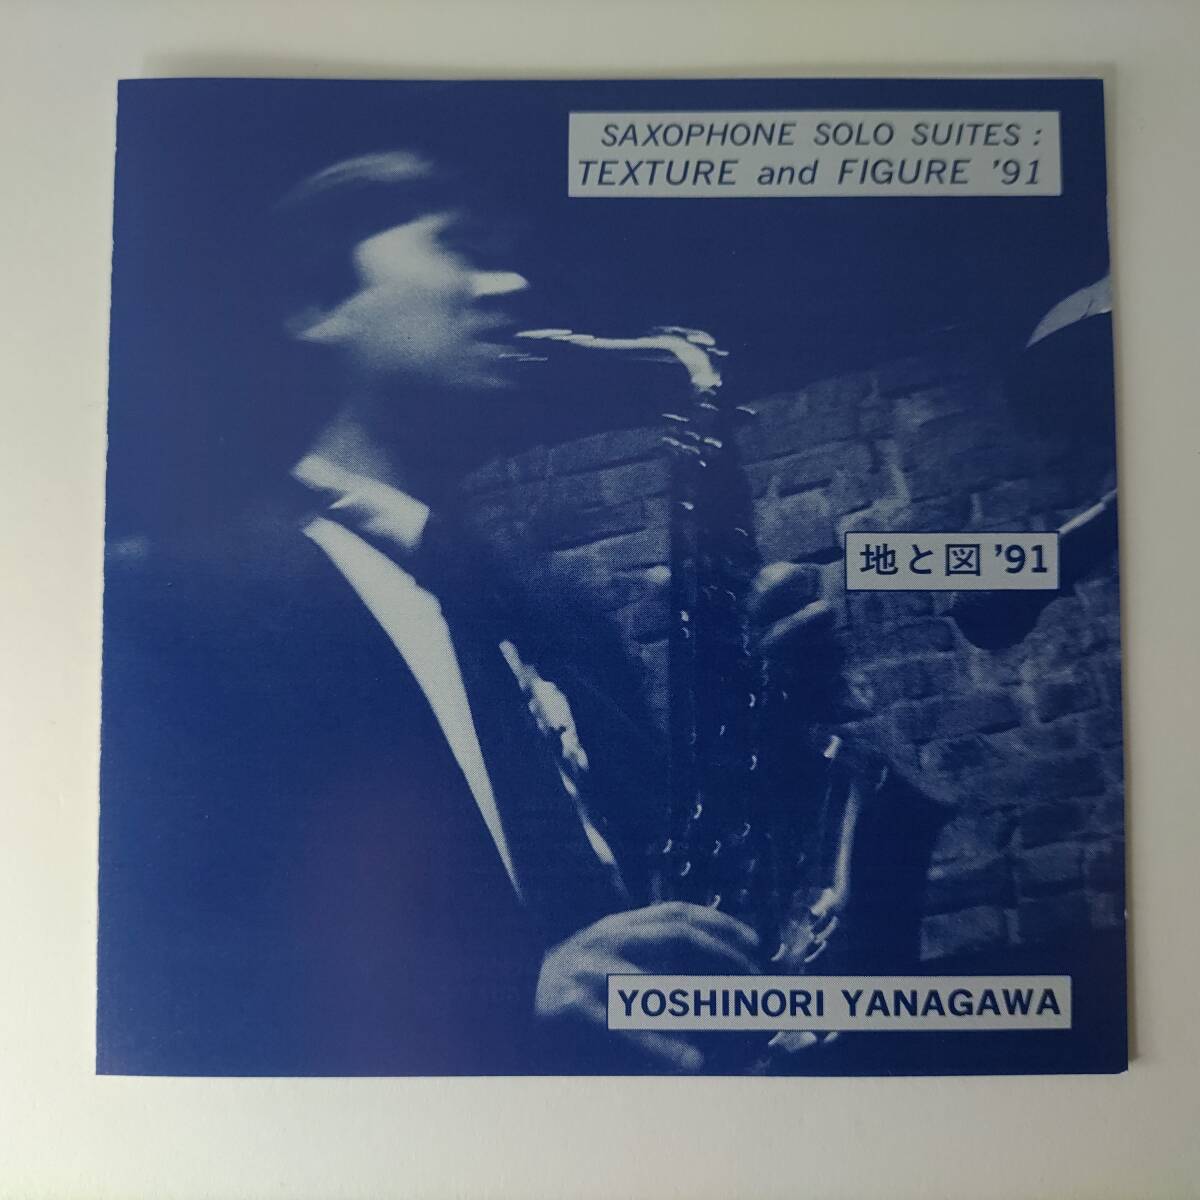 SAXOPHONE SOLO SUITES :
TEXTURE and FIGURE '91
地と図 '91
YOSHINORI YANAGAWA